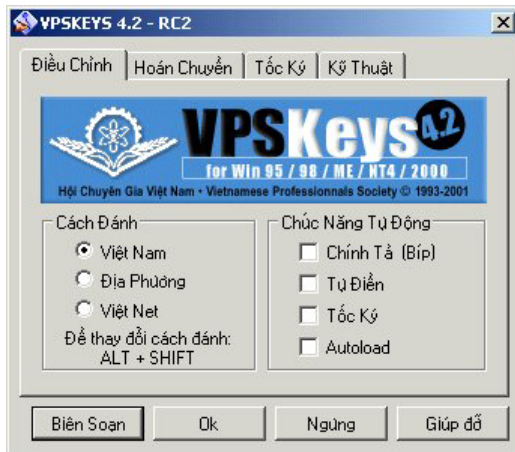 VPSKEYS 4.2 - RC2
Điều Chỉnh
Hoán Chuyển
Tốc Ký
Kỹ Thuật
VPSKeys 4.2
for Win 95 / 98 / ME / NT4 / 2000
Hội Chuyên Gia Việt Nam • Vietnamese Professionnals Society © 1993-2001
Cách Đánh
Việt Nam
Địa Phương
Việt Net
Để thay đổi cách đánh:
ALT + SHIFT
Chức Năng Tự Động
Chính Tả (Bíp)
Tự Điển
Tốc Ký
Autoload
Biên Soạn
Ok
Ngừng
Giúp đỡ